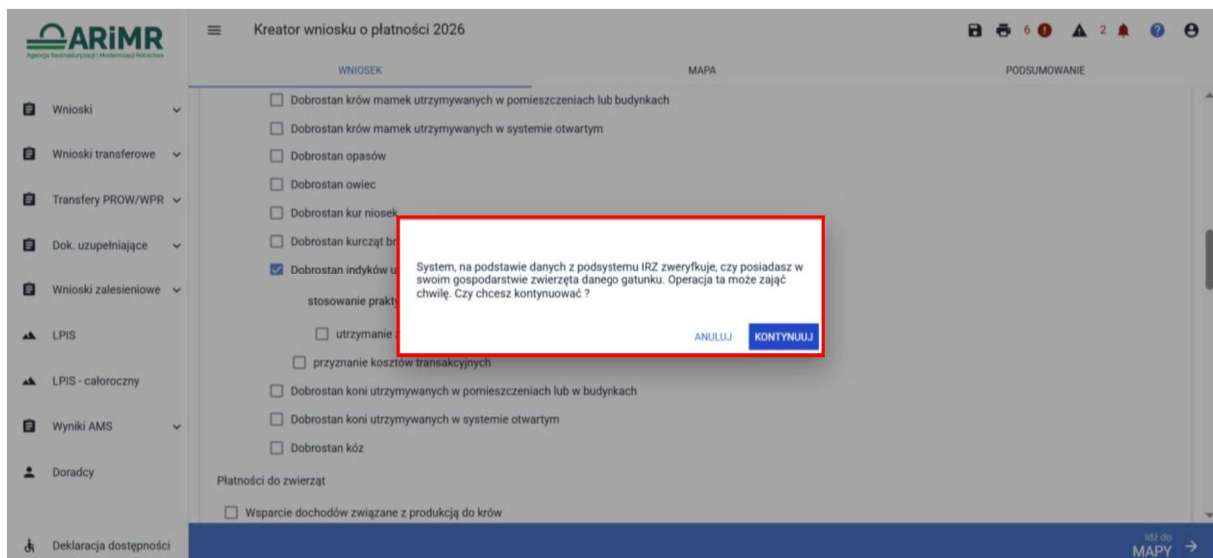 ARiMR
Agencja Restrukturyzacji i Modernizacji Rolnictwa
Kreator wniosku o płatności 2026
6
2
WNIOSEK
MAPA
PODSUMOWANIE
Wnioski
Wnioski transferowe
Transfery PROW/WPR
Dok. uzupełniające
Wnioski zalesieniowe
LPIS
LPIS - całoroczny
Wyniki AMS
Doradcy
Deklaracja dostępności
Dobrostan krów mamek utrzymywanych w pomieszczeniach lub budynkach
Dobrostan krów mamek utrzymywanych w systemie otwartym
Dobrostan opasów
Dobrostan owiec
Dobrostan kur niosek
Dobrostan kurcząt
Dobrostan indyków
stosowanie
utrzymanie
przyznanie kosztów transakcyjnych
Dobrostan koni utrzymywanych w pomieszczeniach lub w budynkach
Dobrostan koni utrzymywanych w systemie otwartym
Dobrostan kóz
Płatności do zwierząt
Wsparcie dochodów związane z produkcją do krów
System, na podstawie danych z podsystemu IRZ zweryfkuje, czy posiadasz w
swoim gospodarstwie zwierzęta danego gatunku. Operacja ta może zająć
chwilę. Czy chcesz kontynuować ?
ANULUJ
KONTYNUUJ
Idź do
MAPY